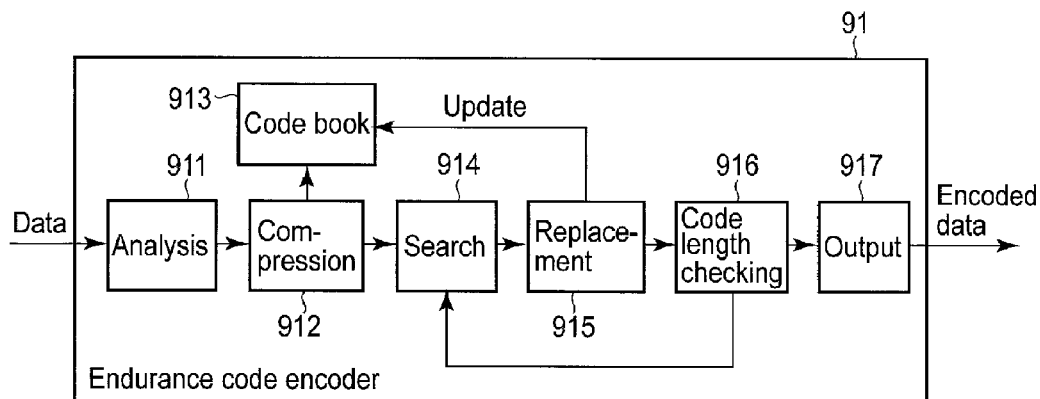 91
913
Code book
Update
911
914
916
917
Data
Analysis
Com-
pression
Search
Replace-
ment
Code
length
checking
Output
Encoded
data
912
915
Endurance code encoder